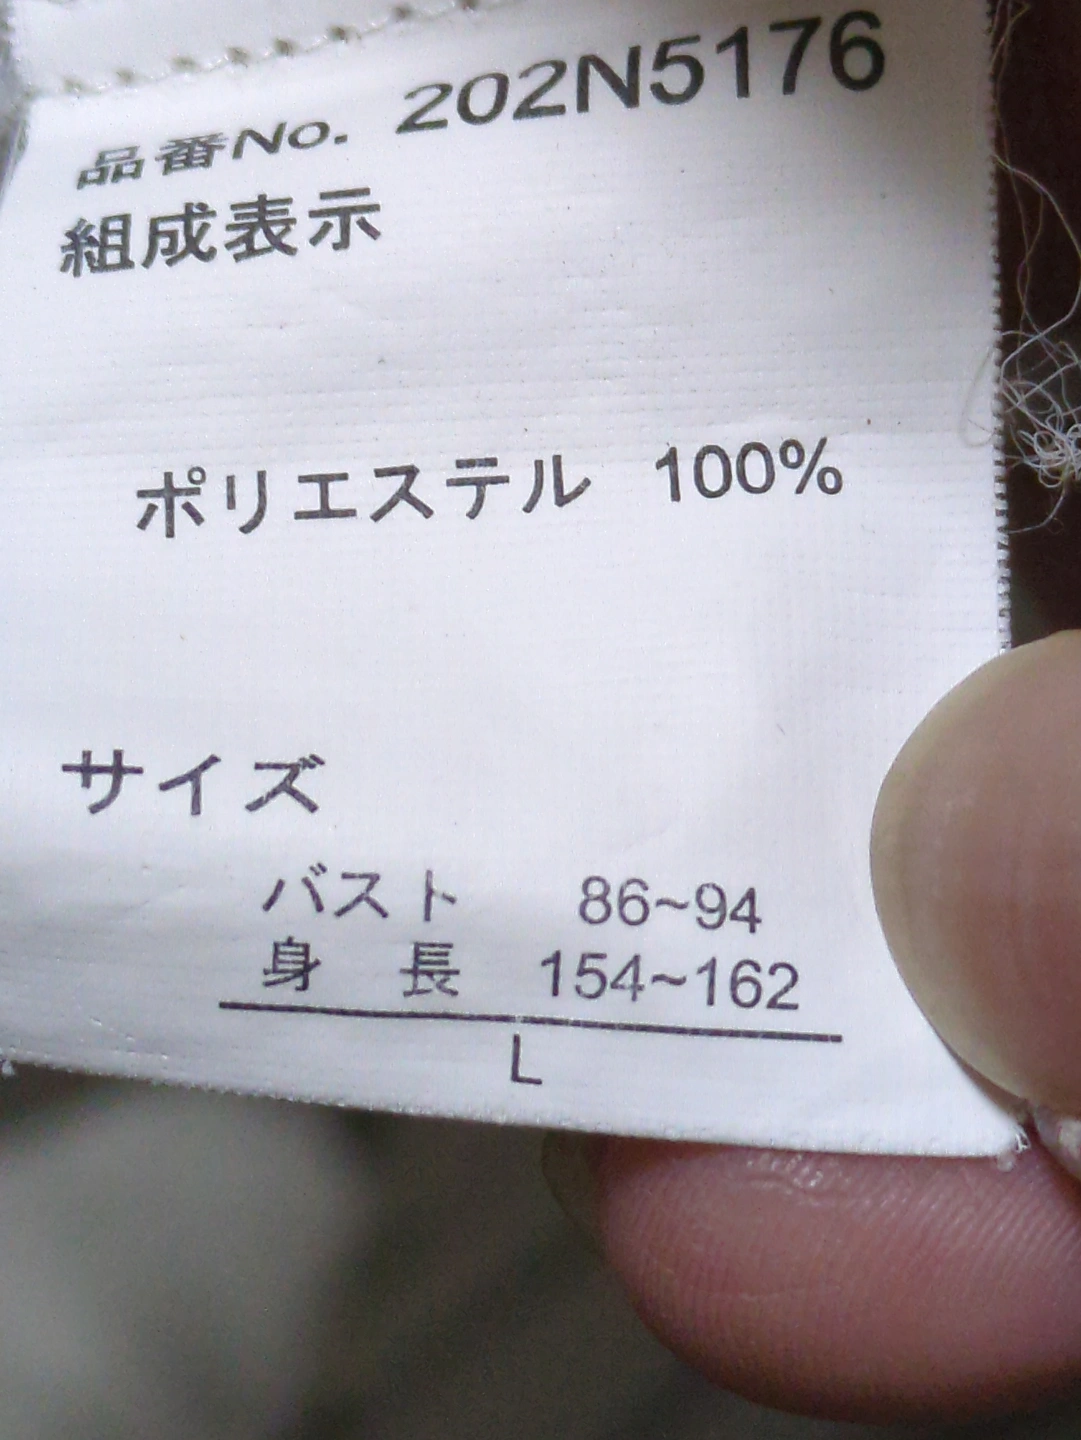 品番No. 202N5176
組成表示
ポリエステル 100%
サイズ
バスト 86~94
身長 154~162
L